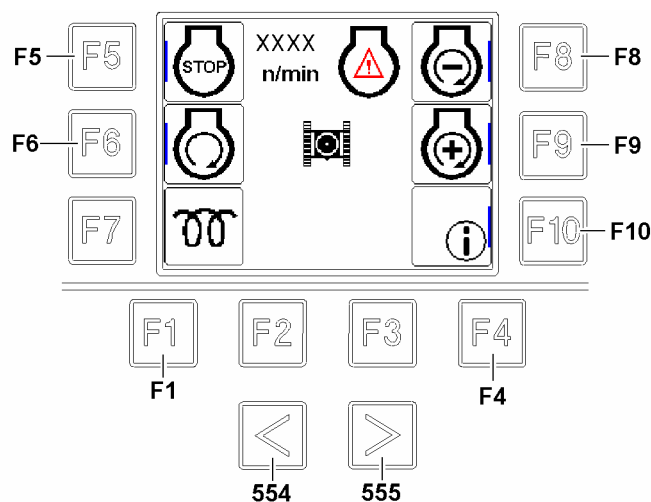 F5 F5 STOP XXXX n/min F8 F8
F6 F6 F9 F9
F7 i F10 F10
F1 F2 F3 F4
F1 F4
< >
554 555